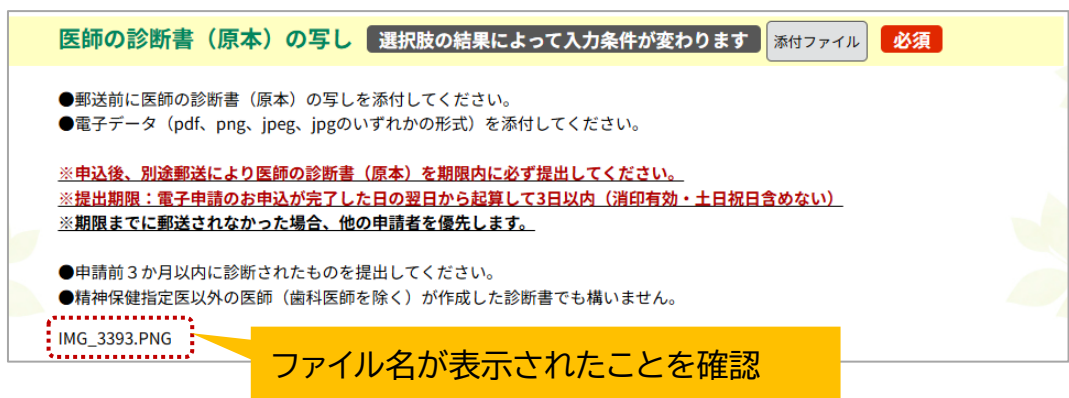 医師の診断書（原本）の写し 選択肢の結果によって入力条件が変わります 添付ファイル 必須
●郵送前に医師の診断書（原本）の写しを添付してください。
●電子データ（pdf、png、jpeg、jpgのいずれかの形式）を添付してください。
※申込後、別途郵送により医師の診断書（原本）を期限内に必ず提出してください。
※提出期限：電子申請のお申込が完了した日の翌日から起算して3日以内（消印有効・土日祝日含めない）
※期限までに郵送されなかった場合、他の申請者を優先します。
●申請前３か月以内に診断されたものを提出してください。
●精神保健指定医以外の医師（歯科医師を除く）が作成した診断書でも構いません。
IMG_3393.PNG
ファイル名が表示されたことを確認